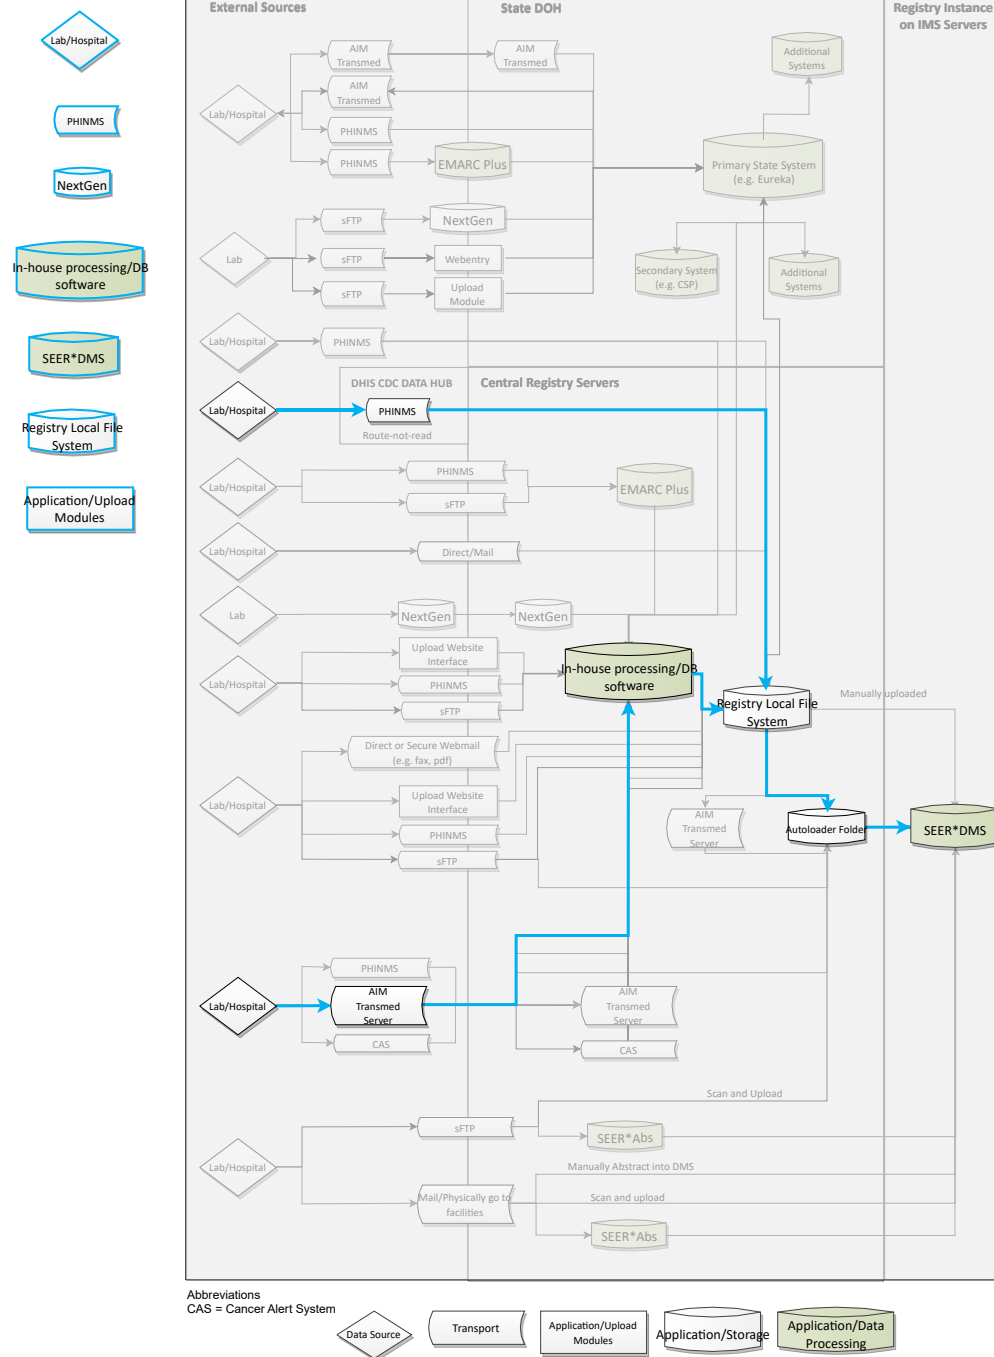 External Sources
State DOH
Registry Instance
on IMS Servers
Lab/Hospital
PHINMS
NextGen
In-house processing/DB
software
SEER*DMS
Registry Local File
System
Application/Upload
Modules
AIM
Transmed
AIM
Transmed
Additional
Systems
Lab/Hospital
AIM
Transmed
PHINMS
PHINMS
EMARC Plus
Primary State System
(e.g. Eureka)
sFTP
NextGen
Lab
sFTP
Webentry
sFTP
Upload
Module
Secondary System
(e.g. CSP)
Additional
Systems
Lab/Hospital
PHINMS
DHIS CDC DATA HUB
Central Registry Servers
Lab/Hospital
PHINMS
Route-not-read
Lab/Hospital
PHINMS
sFTP
EMARC Plus
Lab/Hospital
Direct/Mail
Lab
NextGen
NextGen
Lab/Hospital
Upload Website
Interface
PHINMS
sFTP
In-house processing/DB
software
Registry Local File
System
Manually uploaded
Direct or Secure Webmail
(e.g. fax, pdf)
Lab/Hospital
Upload Website
Interface
PHINMS
sFTP
AIM
Transmed
Server
Autoloader Folder
SEER*DMS
PHINMS
Lab/Hospital
AIM
Transmed
Server
CAS
AIM
Transmed
Server
CAS
Scan and Upload
sFTP
SEER*Abs
Lab/Hospital
Manually Abstract into DMS
Mail/Physically go to
facilities
Scan and upload
SEER*Abs
Abbreviations
CAS = Cancer Alert System
Data Source
Transport
Application/Upload
Modules
Application/Storage
Application/Data
Processing